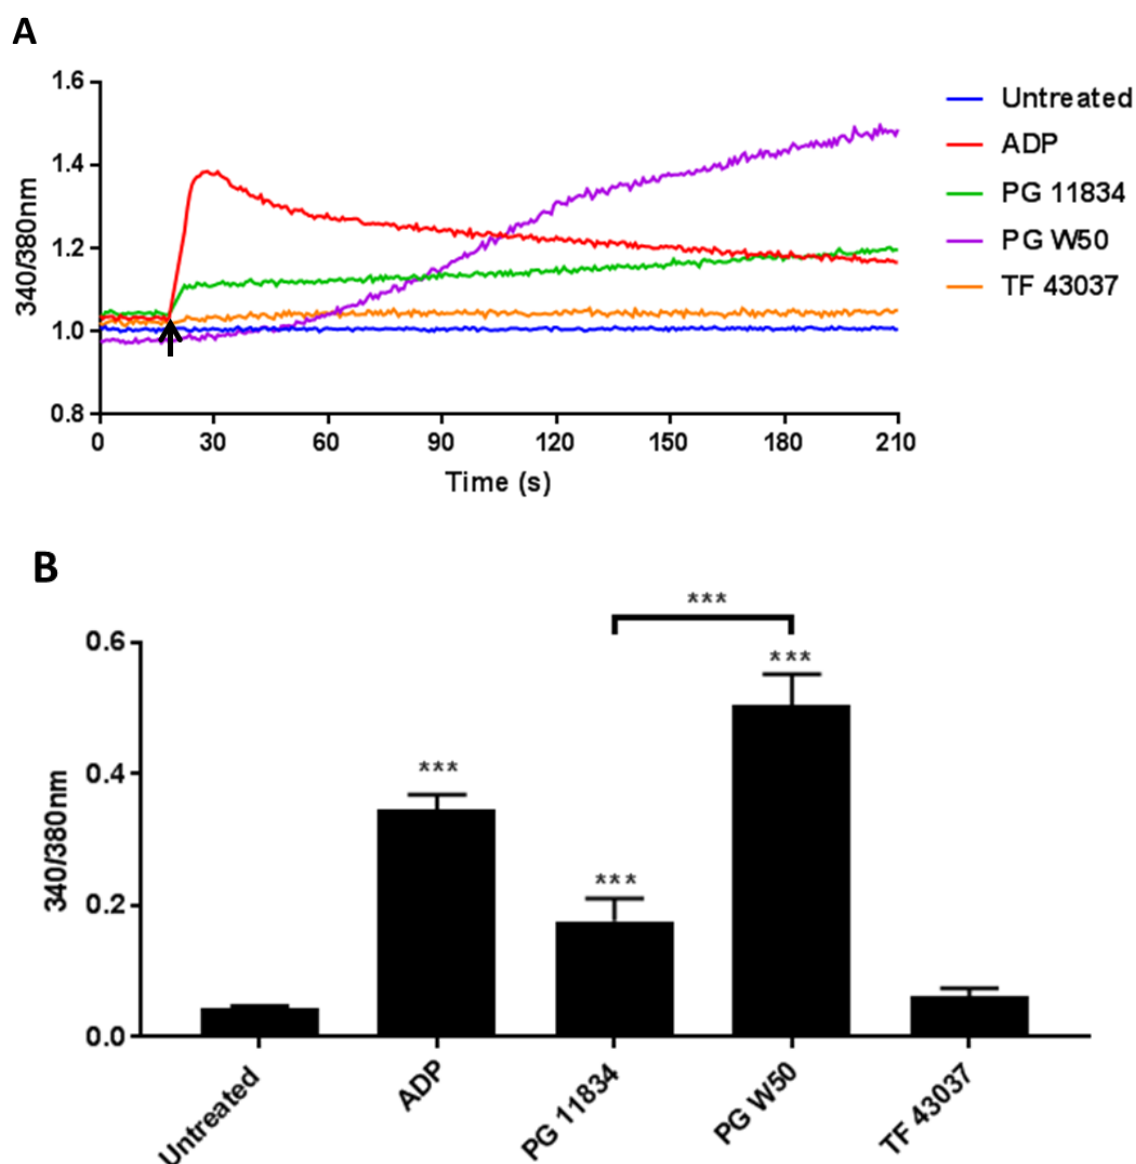 A
1.6
1.4
1.2
1.0
0.8
340/380nm
0
30
60
90
120
150
180
210
Time (s)
Untreated
ADP
PG 11834
PG W50
TF 43037
B
***
***
***
***
0.6
0.4
0.2
0.0
340/380nm
Untreated
ADP
PG 11834
PG W50
TF 43037